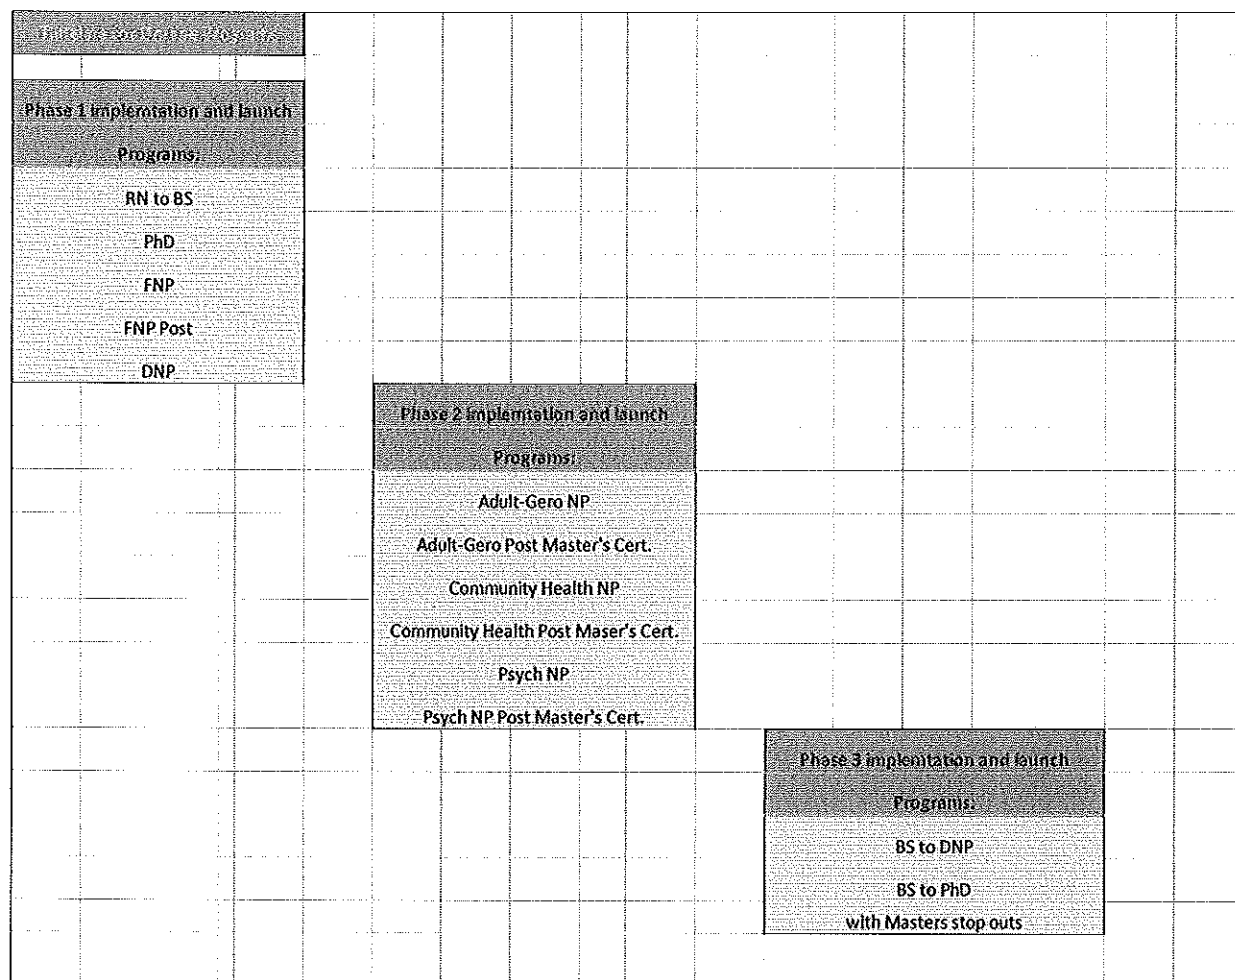 Phase 1 implemtation and launch
Programs:
RN to BS
PhD
FNP
FNP Post
DNP
Phase 2 implemtation and launch
Programs:
Adult-Gero NP
Adult-Gero Post Master's Cert.
Community Health NP
Community Health Post Maser's Cert.
Psych NP
Psych NP Post Master's Cert.
Phase 3 implemtation and launch
Programs:
BS to DNP
BS to PhD
with Masters stop outs